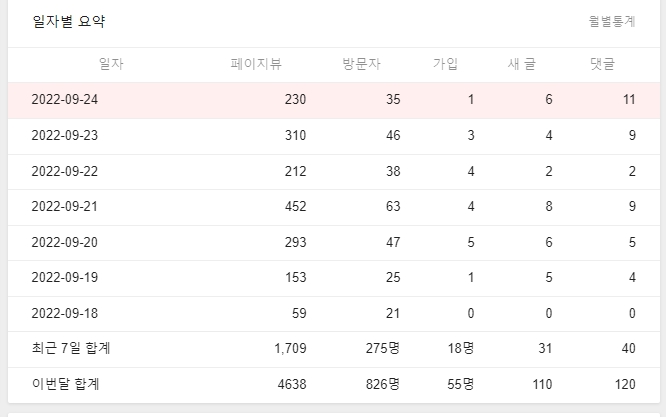 일자별 요약 월별통계
일자 페이지뷰 방문자 가입 새 글 댓글
2022-09-24 230 35 1 6 11
2022-09-23 310 46 3 4 9
2022-09-22 212 38 4 2 2
2022-09-21 452 63 4 8 9
2022-09-20 293 47 5 6 5
2022-09-19 153 25 1 5 4
2022-09-18 59 21 0 0 0
최근 7일 합계 1,709 275명 18명 31 40
이번달 합계 4638 826명 55명 110 120